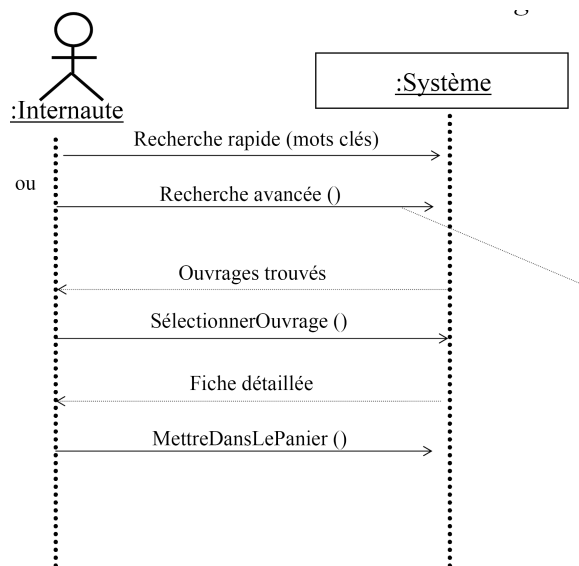 :Internaute
:Système
Recherche rapide (mots clés)
ou
Recherche avancée ()
Ouvrages trouvés
SélectionnerOuvrage ()
Fiche détaillée
MettreDansLePanier ()